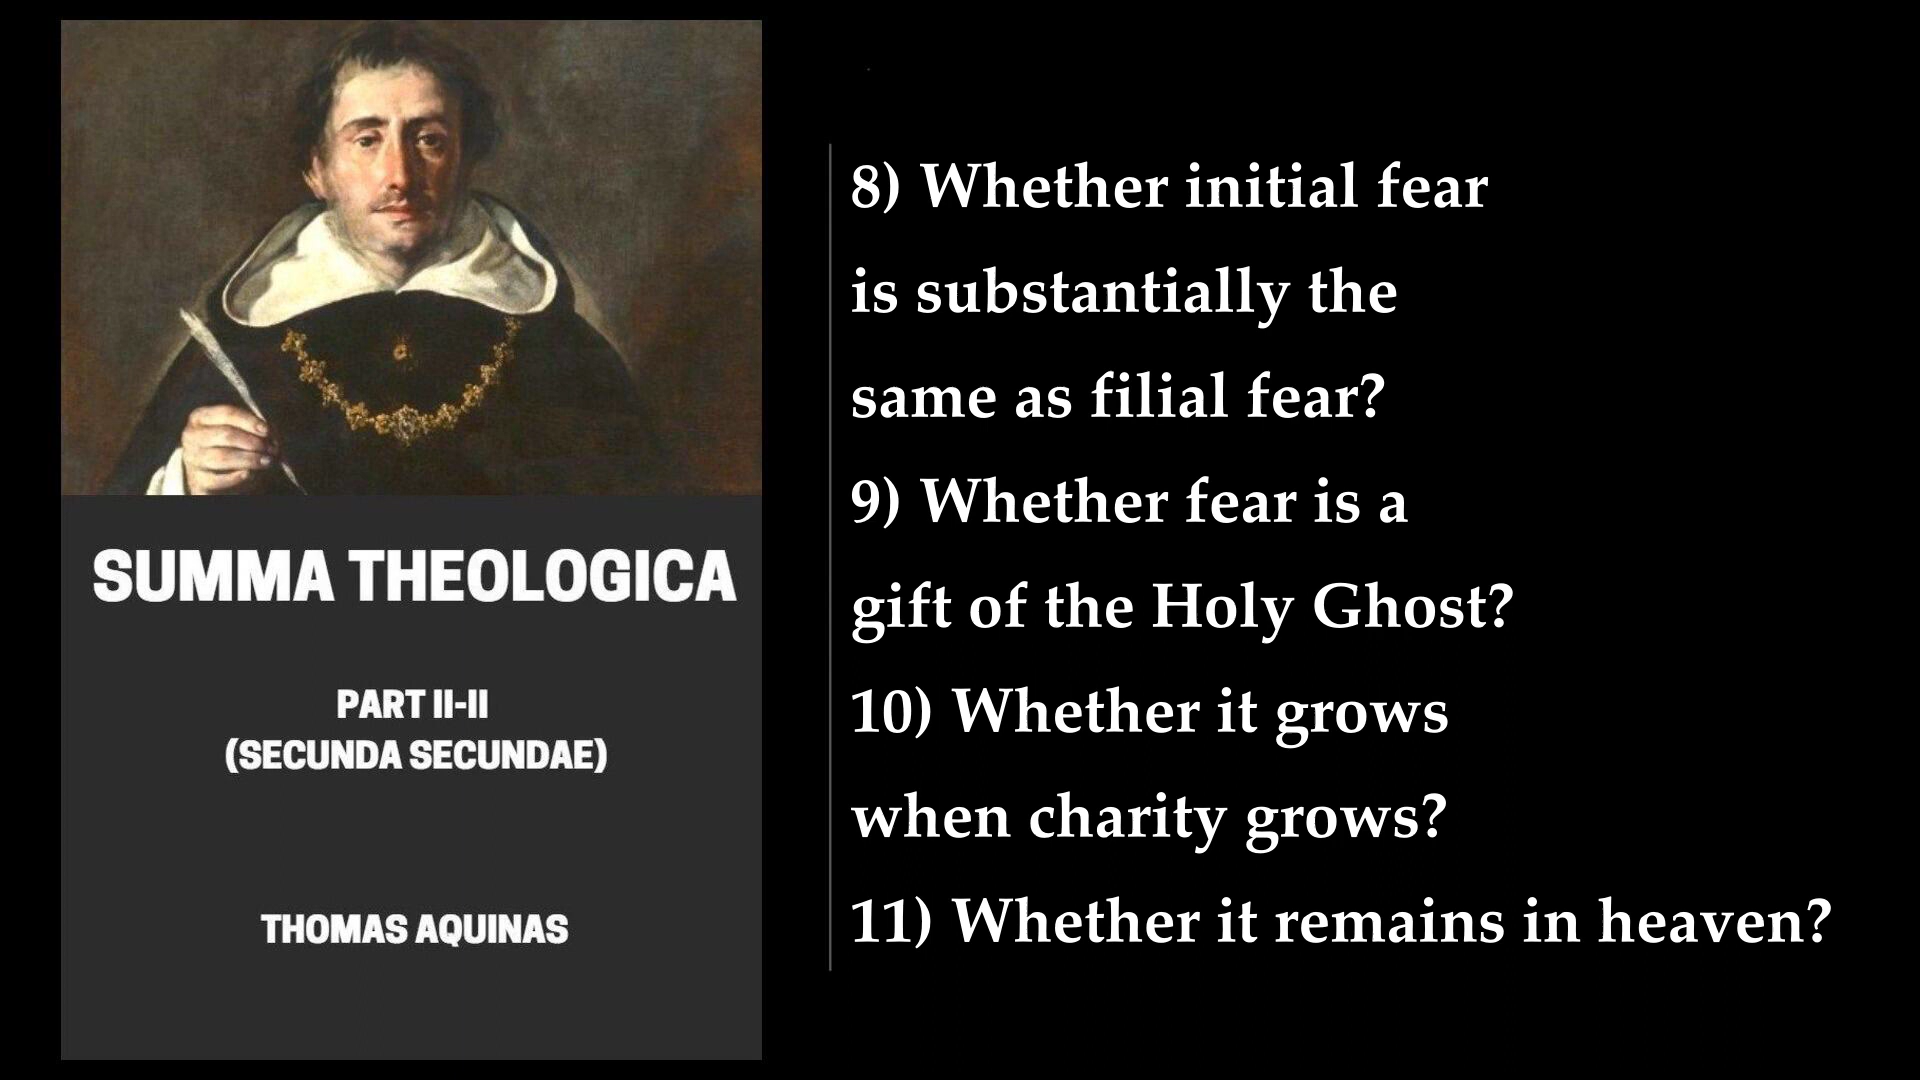 SUMMA THEOLOGICA
PART II-II
(SECUNDA SECUNDAE)
THOMAS AQUINAS
8) Whether initial fear
is substantially the
same as filial fear?
9) Whether fear is a
gift of the Holy Ghost?
10) Whether it grows
when charity grows?
11) Whether it remains in heaven?